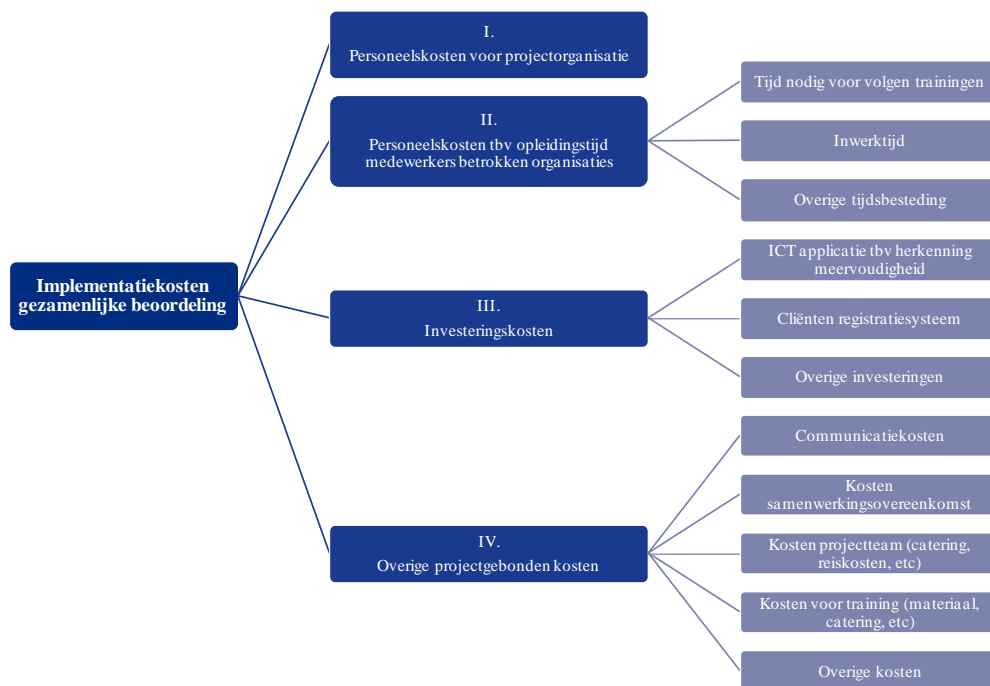 Implementatiekosten
gezamenlijke beoordeling
I.
Personeelskosten voor projectorganisatie
II.
Personeelskosten tbv opleidingstijd
medewerkers betrokken organisaties
Tijd nodig voor volgen trainingen
Inwerktijd
Overige tijdsbesteding
III.
Investeringskosten
ICT applicatie tbv herkenning
meervoudigheid
Cliënten registratiesysteem
Overige investeringen
IV.
Overige projectgebonden kosten
Communicatiekosten
Kosten
samenwerkingsovereenkomst
Kosten projectteam (catering,
reiskosten, etc)
Kosten voor training (materiaal,
catering, etc)
Overige kosten